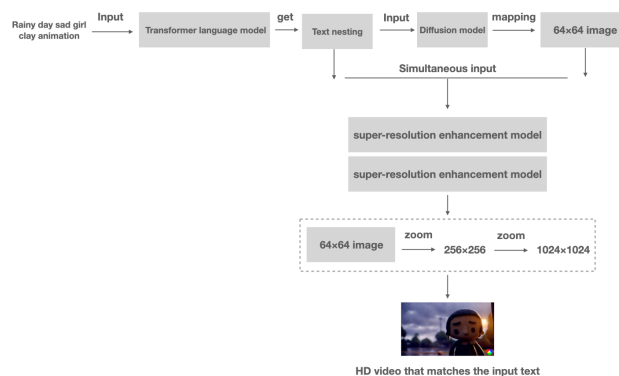 Rainy day sad girl
clay animation
Input
Transformer language model
get
Text nesting
Input
Diffusion model
mapping
64×64 image
Simultaneous input
super-resolution enhancement model
super-resolution enhancement model
64×64 image
zoom
256×256
zoom
1024×1024
HD video that matches the input text